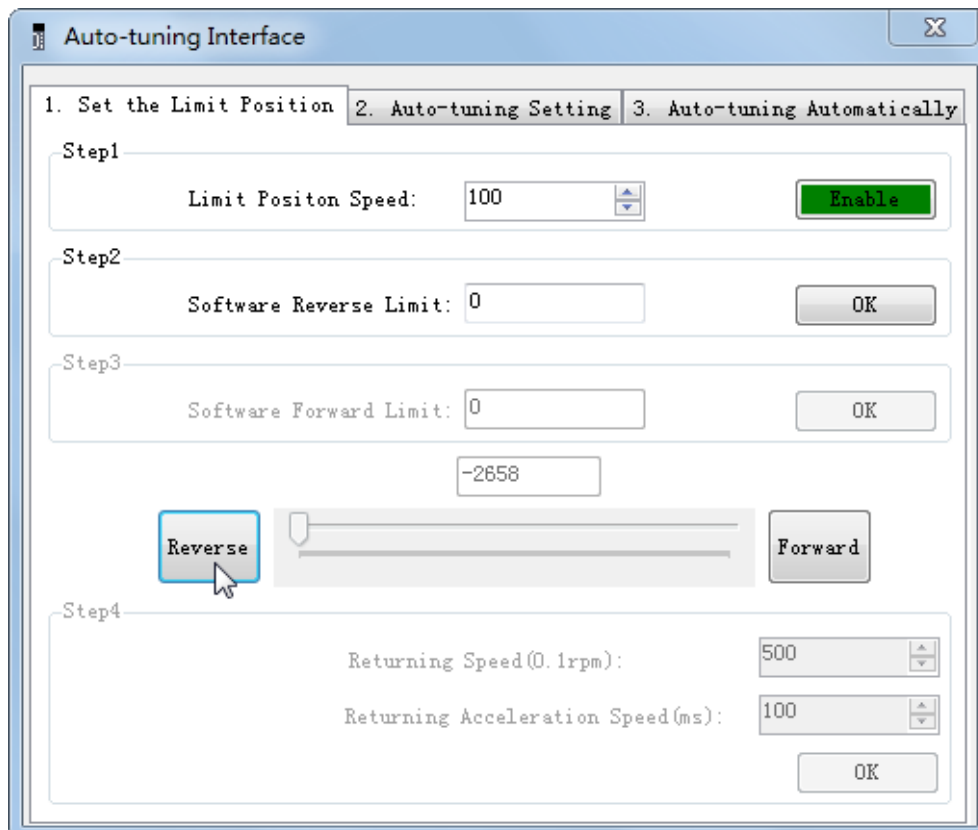 Auto-tuning Interface
1. Set the Limit Position 2. Auto-tuning Setting 3. Auto-tuning Automatically
Step1
Limit Positon Speed: 100 Enable
Step2
Software Reverse Limit: 0 OK
Step3
Software Forward Limit: 0 OK
-2658
Reverse Forward
Step4
Returning Speed(0.1rpm): 500
Returning Acceleration Speed(ms): 100
OK